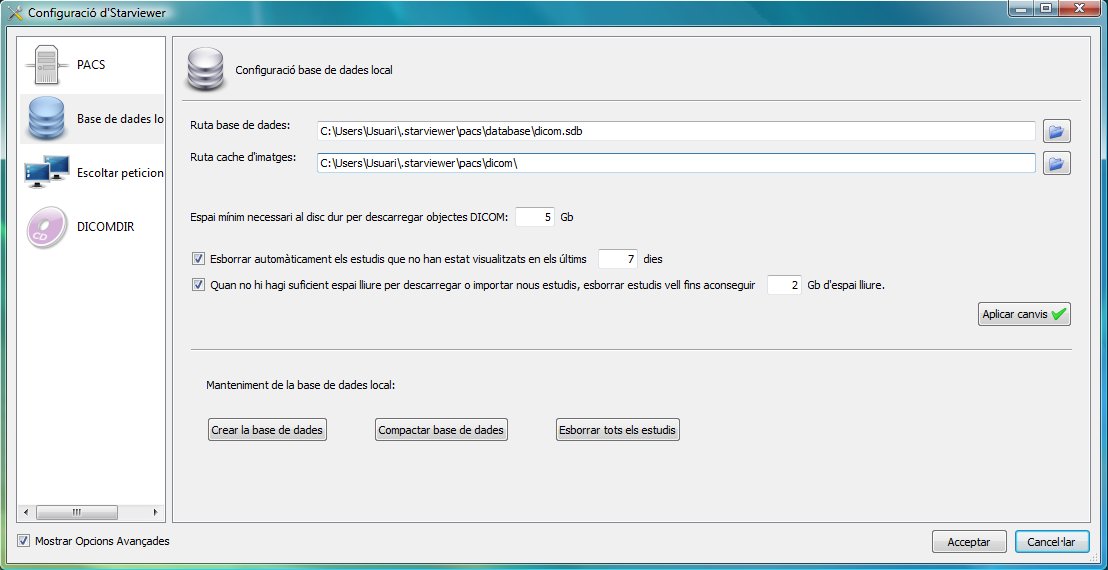 Configuració d'Starviewer
PACS
Base de dades lo
Escoltar peticion
DICOMDIR
Configuració base de dades local
Ruta base de dades: C:\Users\Usuari\.starviewer\pacs\database\dicom.sdb
Ruta cache d'imatges: C:\Users\Usuari\.starviewer\pacs\dicom\
Espai mínim necessari al disc dur per descarregar objectes DICOM: 5 Gb
Esborrar automàticament els estudis que no han estat visualitzats en els últims 7 dies
Quan no hi hagi suficient espai lliure per descarregar o importar nous estudis, esborrar estudis vell fins aconseguir 2 Gb d'espai lliure.
Aplicar canvis
Manteniment de la base de dades local:
Crear la base de dades Compactar base de dades Esborrar tots els estudis
Mostrar Opcions Avançades
Acceptar Cancel·lar
CD